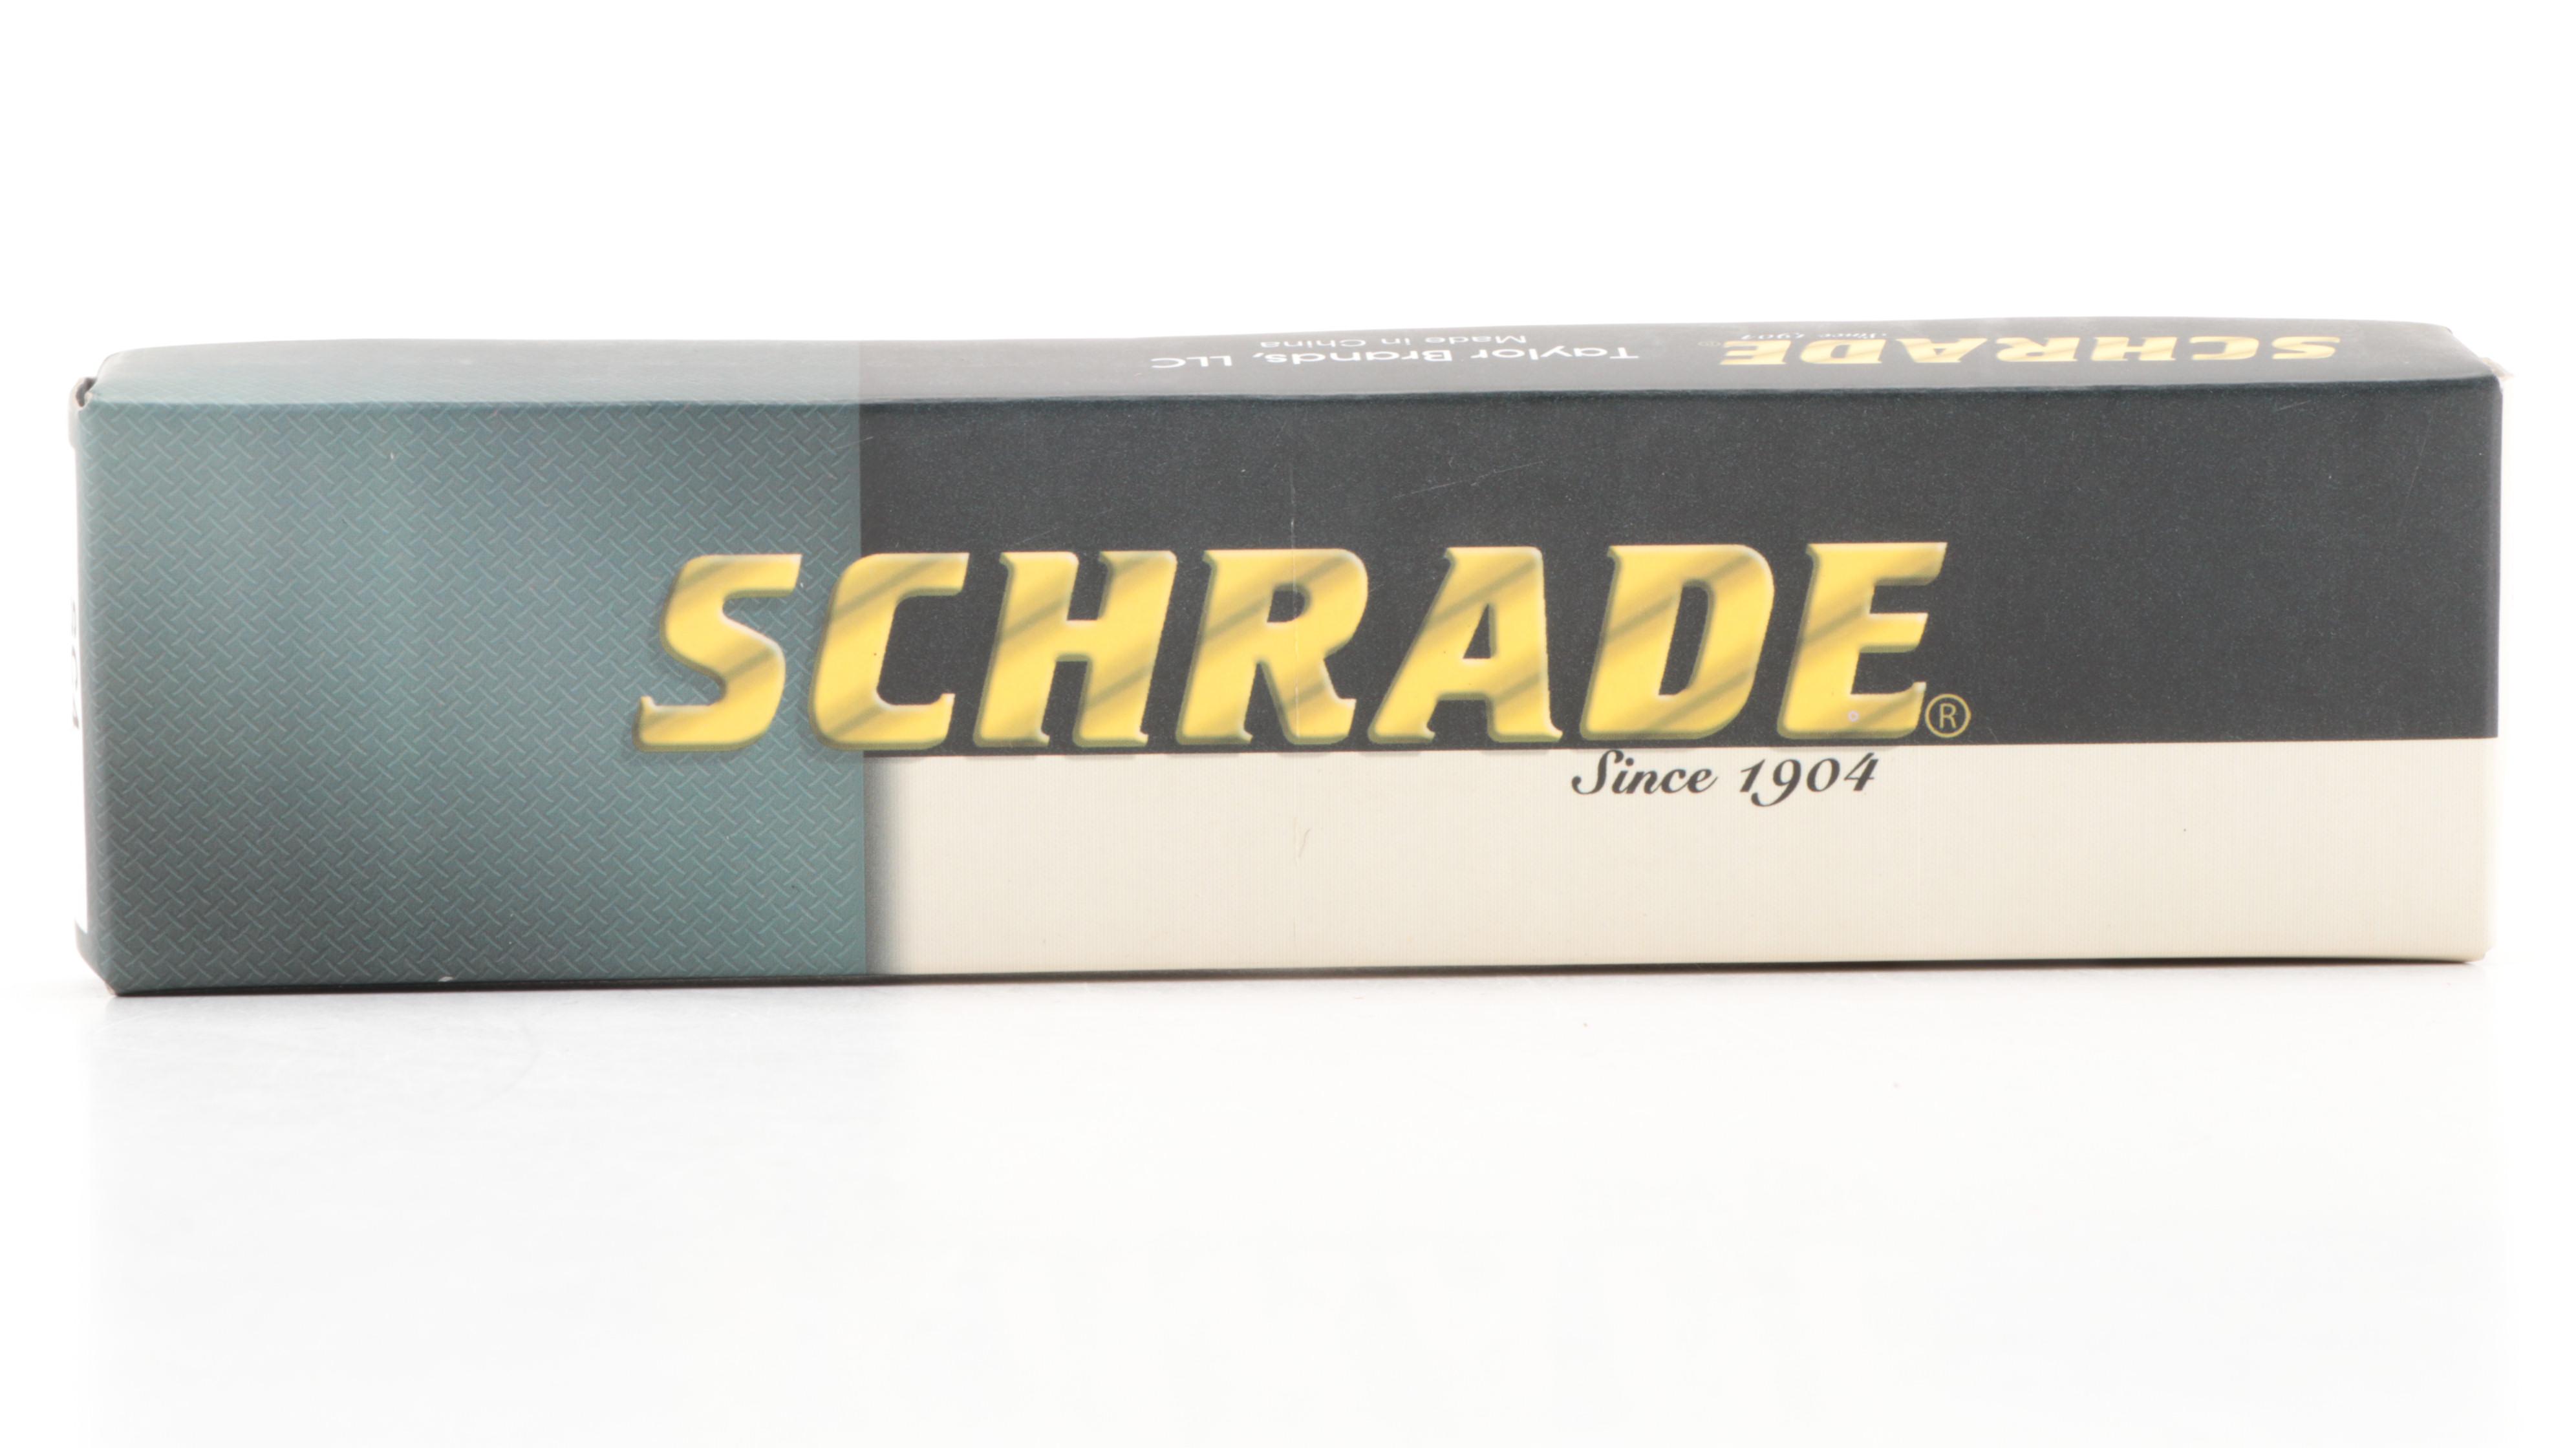 SCHRADE®
Since 1904
SCHRADE®
Since 1904
Taylor Brands, LLC
Made in China